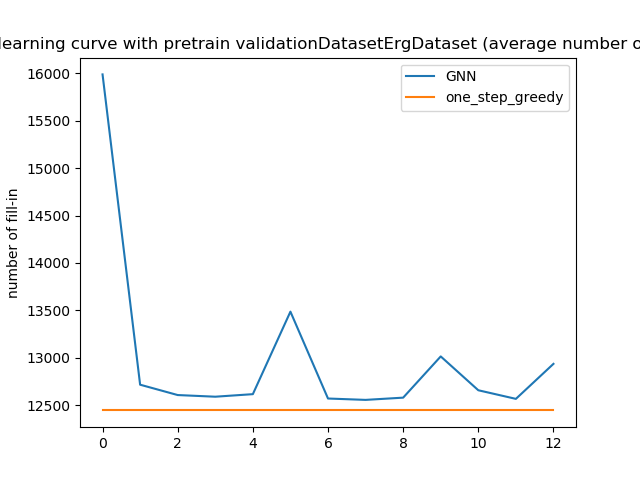 learning curve with pretrain validationDatasetErgDataset (average number o
GNN
one_step_greedy
number of fill-in
16000
15500
15000
14500
14000
13500
13000
12500
0 2 4 6 8 10 12